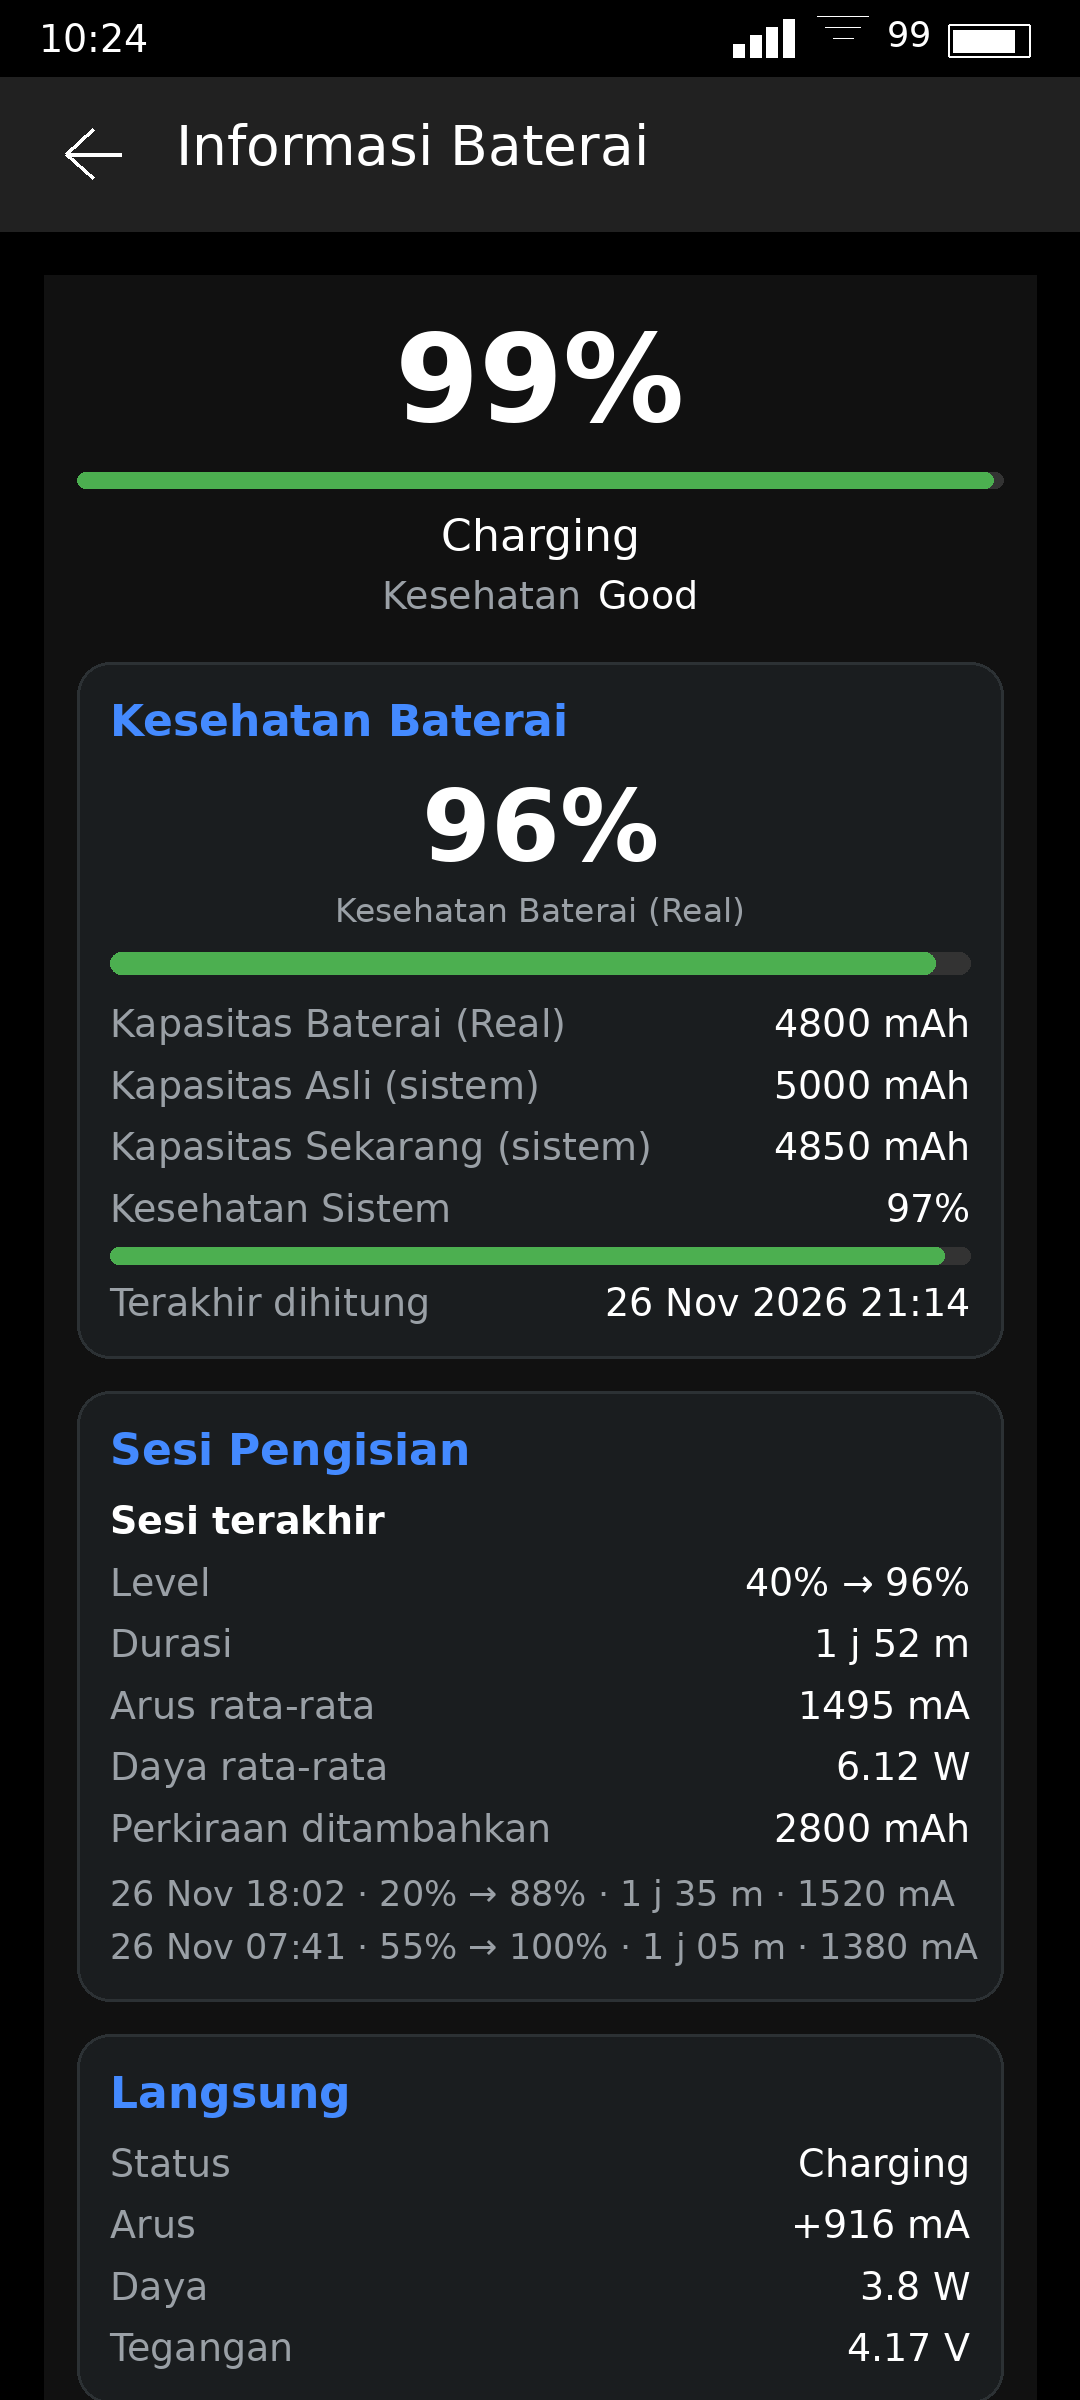 10:24
99
Informasi Baterai
99%
Charging
Kesehatan Good
Kesehatan Baterai
96%
Kesehatan Baterai (Real)
Kapasitas Baterai (Real) 4800 mAh
Kapasitas Asli (sistem) 5000 mAh
Kapasitas Sekarang (sistem) 4850 mAh
Kesehatan Sistem 97%
Terakhir dihitung 26 Nov 2026 21:14
Sesi Pengisian
Sesi terakhir
Level 40% → 96%
Durasi 1 j 52 m
Arus rata-rata 1495 mA
Daya rata-rata 6.12 W
Perkiraan ditambahkan 2800 mAh
26 Nov 18:02 · 20% → 88% · 1 j 35 m · 1520 mA
26 Nov 07:41 · 55% → 100% · 1 j 05 m · 1380 mA
Langsung
Status Charging
Arus +916 mA
Daya 3.8 W
Tegangan 4.17 V